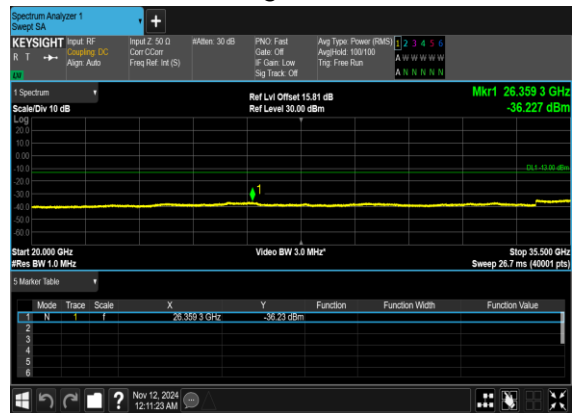 Spectrum Analyzer 1
Swept SA
+
KEYSIGHT Input: RF Input Z: 50 Ω #Atten: 30 dB PNO: Fast Avg Type: Power (RMS) 1 2 3 4 5 6
R T Coupling: DC Corr CCorr Gate: Off Avg|Hold: 100/100 A W W W W W
Align: Auto Freq Ref: Int (S) IF Gain: Low Trig: Free Run
Sig Track: Off A N N N N N
1 Spectrum
Ref Lvl Offset 15.81 dB Mkr1 26.359 3 GHz
Scale/Div 10 dB Ref Level 30.00 dBm -36.227 dBm
Log
20.0
10.0
0.00
-10.0
DL1 -13.00 dBm
-20.0
1
-30.0
-40.0
-50.0
-60.0
Start 20.000 GHz Video BW 3.0 MHz* Stop 35.500 GHz
#Res BW 1.0 MHz Sweep 26.7 ms (40001 pts)
5 Marker Table
Mode Trace Scale X Y Function Function Width Function Value
1 N 1 f 26.359 3 GHz -36.23 dBm
2
3
4
5
6
? Nov 12, 2024
12:11:23 AM